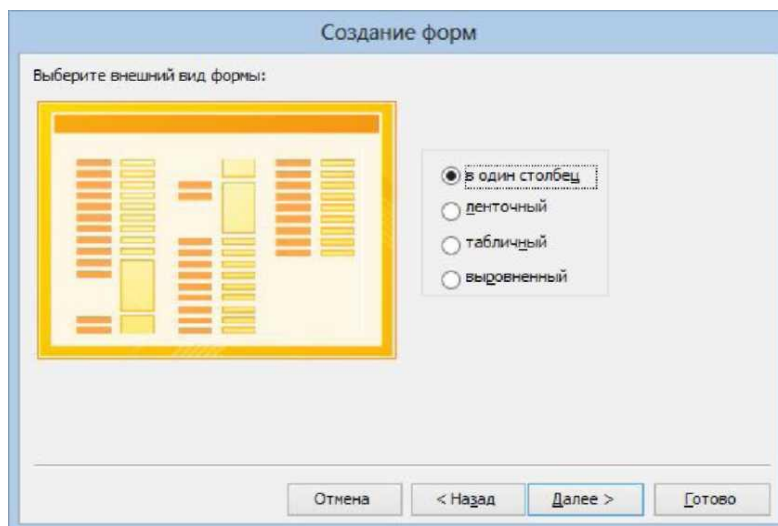 Создание форм
Выберите внешний вид формы:
в один столбец
ленточный
табличный
выровненный
Отмена
< Назад
Далее >
Готово